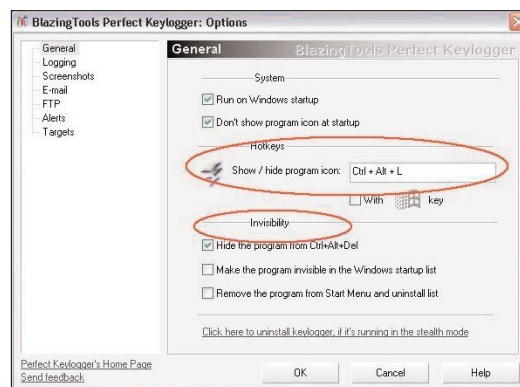 BlazingTools Perfect Keylogger: Options
General
Logging
Screenshots
E-mail
FTP
Alerts
Targets
General
Blazing Tools Perfect Keylogger
System
Run on Windows startup
Don't show program icon at startup
Hotkeys
Show / hide program icon:
Ctrl + Alt + L
With key
Invisibility
Hide the program from Ctrl+Alt+Del
Make the program invisible in the Windows startup list
Remove the program from Start Menu and uninstall list
Click here to uninstall keylogger, if it's running in the stealth mode
Perfect Keylogger's Home Page
Send feedback
OK
Cancel
Help